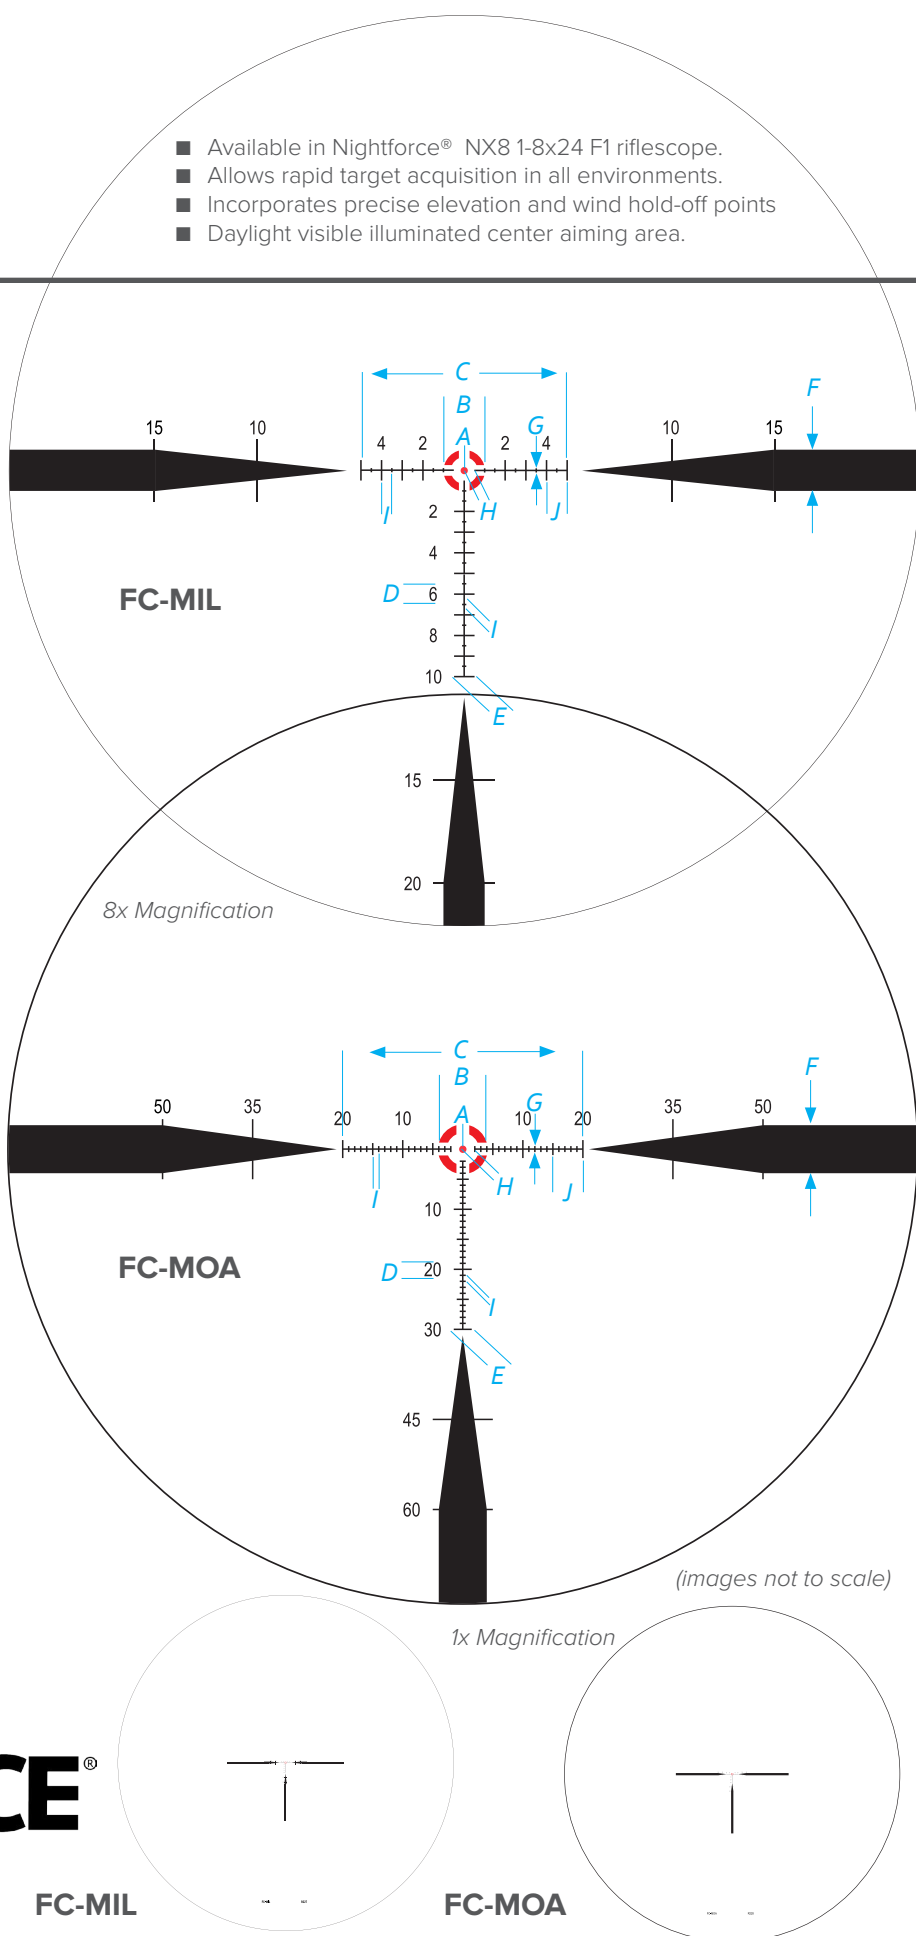 ■ Available in Nightforce® NX8 1-8x24 F1 riflescope.
■ Allows rapid target acquisition in all environments.
■ Incorporates precise elevation and wind hold-off points
■ Daylight visible illuminated center aiming area.
C
F
B
15 10 4 2 A 2 G 4 10 15
I 2 H J
4
FC-MIL D 6
I
8
10
E
15
20
8x Magnification
C
F
B
50 35 20 10 A 10 G 20 35 50
I H J
10
FC-MOA D 20
I
30
E
45
60
(images not to scale)
1x Magnification
CE®
FC-MIL FC-MOA